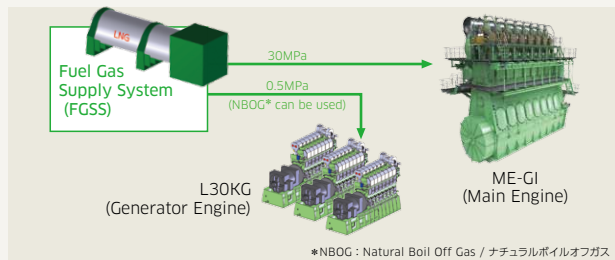 LNG
Fuel Gas
Supply System
(FGSS)
30MPa
0.5MPa
(NBOG* can be used)
L30KG
(Generator Engine)
ME-GI
(Main Engine)
*NBOG : Natural Boil Off Gas / ナチュラルボイルオフガス